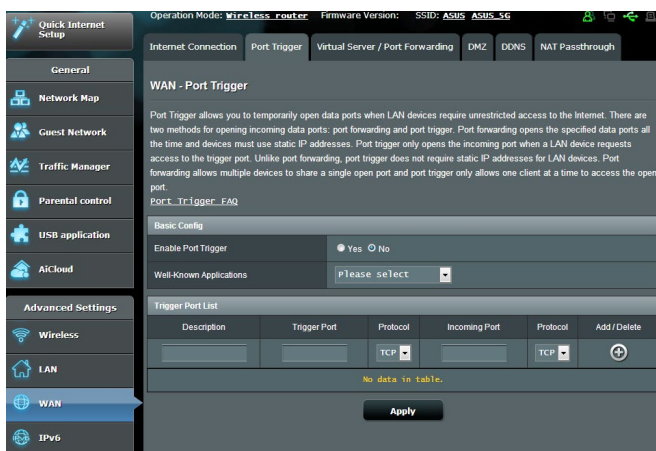 Quick Internet Setup
Operation Mode: Wireless router Firmware Version: SSID: ASUS ASUS_5G
Internet Connection Port Trigger Virtual Server / Port Forwarding DMZ DDNS NAT Passthrough
General
Network Map
Guest Network
Traffic Manager
Parental control
USB application
AiCloud
Advanced Settings
Wireless
LAN
WAN
IPv6
WAN - Port Trigger
Port Trigger allows you to temporarily open data ports when LAN devices require unrestricted access to the Internet. There are
two methods for opening incoming data ports: port forwarding and port trigger. Port forwarding opens the specified data ports all
the time and devices must use static IP addresses. Port trigger only opens the incoming port when a LAN device requests
access to the trigger port. Unlike port forwarding, port trigger does not require static IP addresses for LAN devices. Port
forwarding allows multiple devices to share a single open port and port trigger only allows one client at a time to access the open
port.
Port Trigger FAQ
Basic Config
Enable Port Trigger Yes No
Well-Known Applications Please select
Trigger Port List
Description Trigger Port Protocol Incoming Port Protocol Add / Delete
TCP TCP
No data in table.
Apply